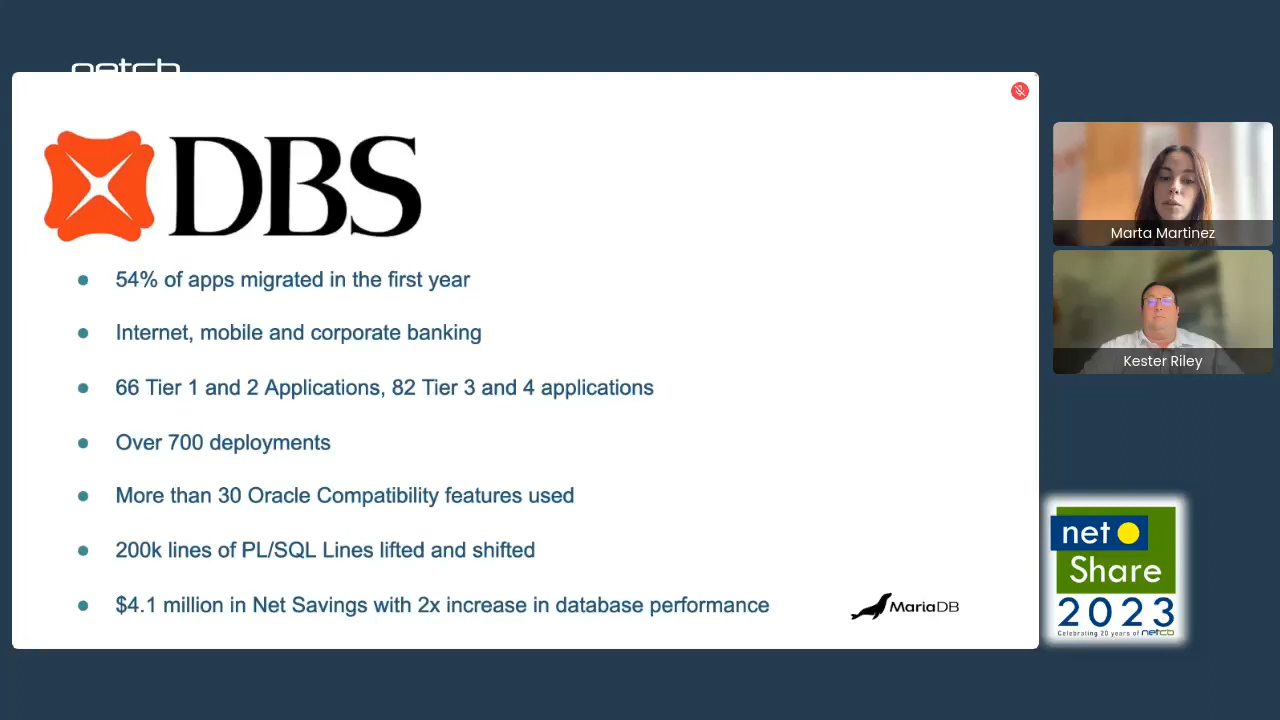 netcb
DBS
54% of apps migrated in the first year
Internet, mobile and corporate banking
66 Tier 1 and 2 Applications, 82 Tier 3 and 4 applications
Over 700 deployments
More than 30 Oracle Compatibility features used
200k lines of PL/SQL Lines lifted and shifted
$4.1 million in Net Savings with 2x increase in database performance
MariaDB
Marta Martinez
Kester Riley
net
Share
2023
Celebrating 20 years of netcb